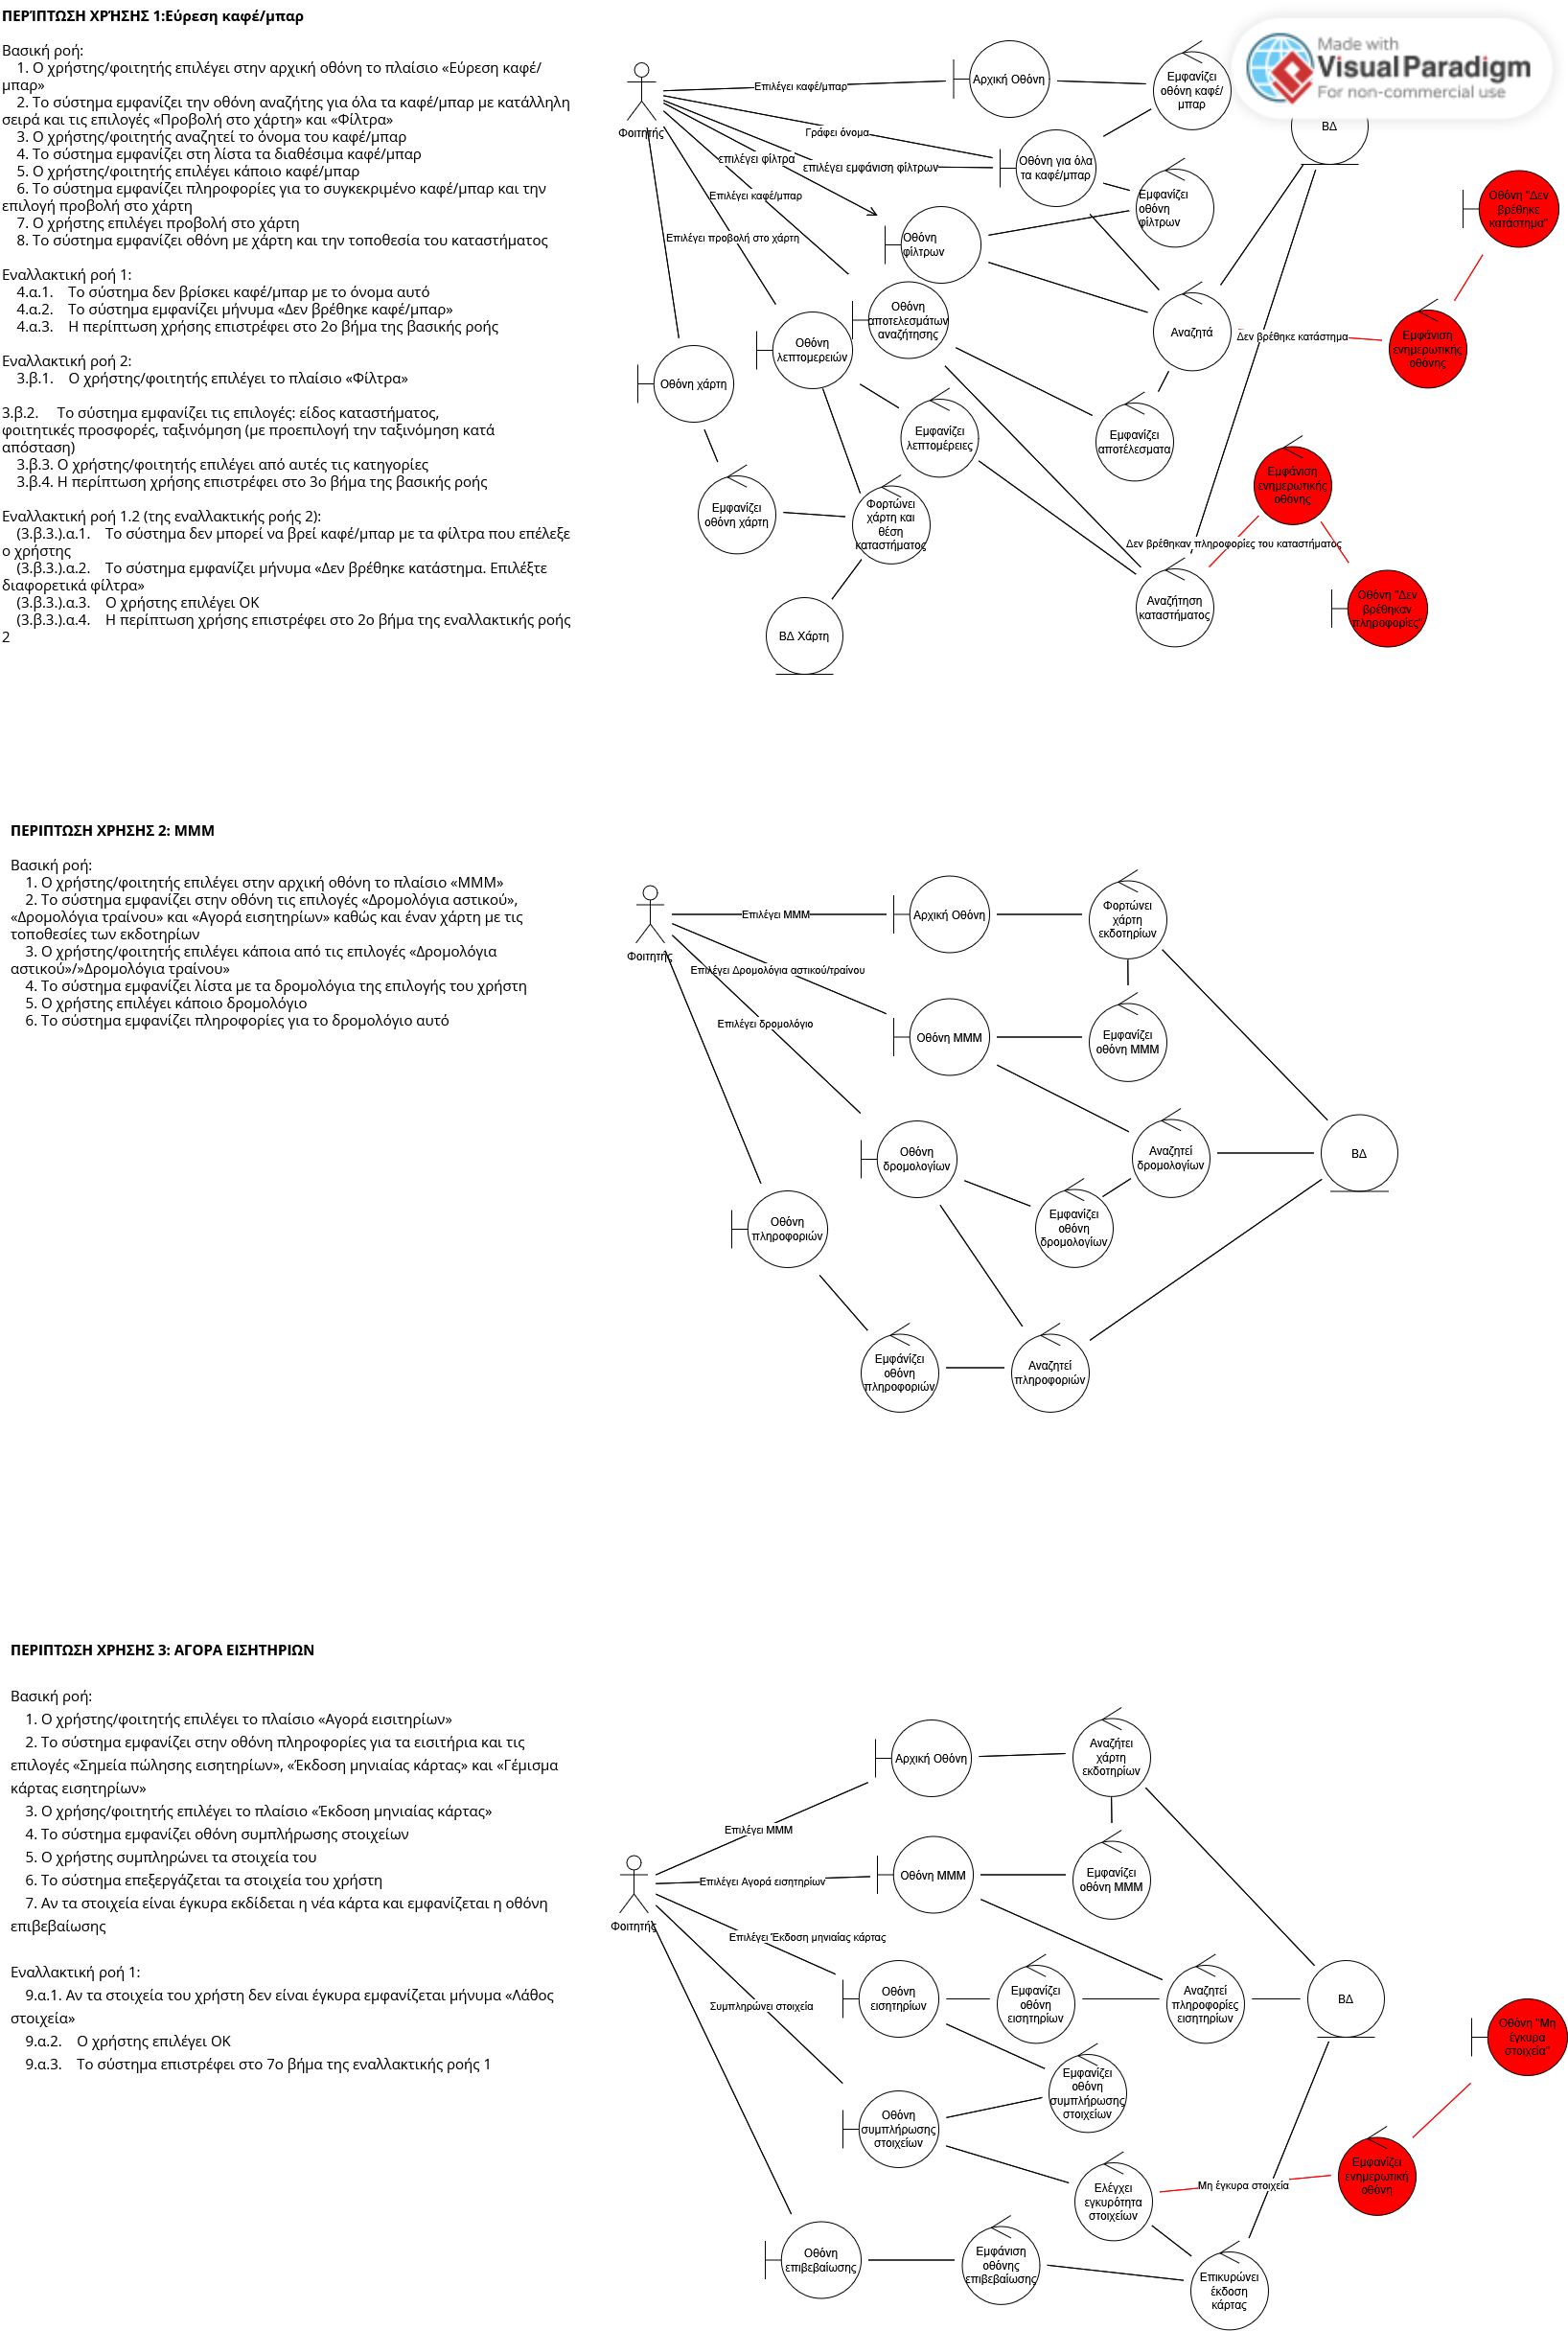 ΠΕΡΊΠΤΩΣΗ ΧΡΉΣΗΣ 1:Εύρεση καφέ/μπαρ
Βασική ροή:
1. Ο χρήστης/φοιτητής επιλέγει στην αρχική οθόνη το πλαίσιο «Εύρεση καφέ/
μπαρ»
2. Το σύστημα εμφανίζει την οθόνη αναζήτης για όλα τα καφέ/μπαρ με κατάλληλη
σειρά και τις επιλογές «Προβολή στο χάρτη» και «Φίλτρα»
3. Ο χρήστης/φοιτητής αναζητεί το όνομα του καφέ/μπαρ
4. Το σύστημα εμφανίζει στη λίστα τα διαθέσιμα καφέ/μπαρ
5. Ο χρήστης/φοιτητής επιλέγει κάποιο καφέ/μπαρ
6. Το σύστημα εμφανίζει πληροφορίες για το συγκεκριμένο καφέ/μπαρ και την
επιλογή προβολή στο χάρτη
7. Ο χρήστης επιλέγει προβολή στο χάρτη
8. Το σύστημα εμφανίζει οθόνη με χάρτη και την τοποθεσία του καταστήματος
Εναλλακτική ροή 1:
4.α.1. Το σύστημα δεν βρίσκει καφέ/μπαρ με το όνομα αυτό
4.α.2. Το σύστημα εμφανίζει μήνυμα «Δεν βρέθηκε καφέ/μπαρ»
4.α.3. Η περίπτωση χρήσης επιστρέφει στο 2ο βήμα της βασικής ροής
Εναλλακτική ροή 2:
3.β.1. Ο χρήστης/φοιτητής επιλέγει το πλαίσιο «Φίλτρα»
3.β.2. Το σύστημα εμφανίζει τις επιλογές: είδος καταστήματος,
φοιτητικές προσφορές, ταξινόμηση (με προεπιλογή την ταξινόμηση κατά
απόσταση)
3.β.3. Ο χρήστης/φοιτητής επιλέγει από αυτές τις κατηγορίες
3.β.4. Η περίπτωση χρήσης επιστρέφει στο 3ο βήμα της βασικής ροής
Εναλλακτική ροή 1.2 (της εναλλακτικής ροής 2):
(3.β.3.).α.1. Το σύστημα δεν μπορεί να βρεί καφέ/μπαρ με τα φίλτρα που επέλεξε
ο χρήστης
(3.β.3.).α.2. Το σύστημα εμφανίζει μήνυμα «Δεν βρέθηκε κατάστημα. Επιλέξτε
διαφορετικά φίλτρα»
(3.β.3.).α.3. Ο χρήστης επιλέγει ΟΚ
(3.β.3.).α.4. Η περίπτωση χρήσης επιστρέφει στο 2ο βήμα της εναλλακτικής ροής
2
Made with
Visual Paradigm
For non-commercial use
Φοιτητής
Επιλέγει καφέ/μπαρ
Γράφει όνομα
επιλέγει εμφάνιση φίλτρων
επιλέγει φίλτρα
Επιλέγει καφέ/μπαρ
Επιλέγει προβολή στο χάρτη
Αρχική Οθόνη
Εμφανίζει
οθόνη καφέ/
μπαρ
ΒΔ
Οθόνη για όλα
τα καφέ/μπαρ
Εμφανίζει
οθόνη
φίλτρων
Οθόνη
φίλτρων
Οθόνη "Δεν
βρέθηκε
κατάστημα"
Οθόνη
αποτελεσμάτων
αναζήτησης
Αναζητά
Δεν βρέθηκε κατάστημα
Εμφάνιση
ενημερωτικής
οθόνης
Οθόνη
λεπτομερειών
Οθόνη χάρτη
Εμφανίζει
λεπτομέρειες
Εμφανίζει
αποτέλεσματα
Εμφανίζει
οθόνη χάρτη
Φορτώνει
χάρτη και
θέση
καταστήματος
Εμφάνιση
ενημερωτικής
οθόνης
Δεν βρέθηκαν πληροφορίες του καταστήματος
Αναζήτηση
καταστήματος
Οθόνη "Δεν
βρέθηκαν
πληροφορίες"
ΒΔ Χάρτη
ΠΕΡΙΠΤΩΣΗ ΧΡΗΣΗΣ 2: ΜΜΜ
Βασική ροή:
1. Ο χρήστης/φοιτητής επιλέγει στην αρχική οθόνη το πλαίσιο «ΜΜΜ»
2. Το σύστημα εμφανίζει στην οθόνη τις επιλογές «Δρομολόγια αστικού»,
«Δρομολόγια τραίνου» και «Αγορά εισητηρίων» καθώς και έναν χάρτη με τις
τοποθεσίες των εκδοτηρίων
3. Ο χρήστης/φοιτητής επιλέγει κάποια από τις επιλογές «Δρομολόγια
αστικού»/»Δρομολόγια τραίνου»
4. Το σύστημα εμφανίζει λίστα με τα δρομολόγια της επιλογής του χρήστη
5. Ο χρήστης επιλέγει κάποιο δρομολόγιο
6. Το σύστημα εμφανίζει πληροφορίες για το δρομολόγιο αυτό
Φοιτητής
Επιλέγει ΜΜΜ
Επιλέγει Δρομολόγια αστικού/τραίνου
Επιλέγει δρομολόγιο
Αρχική Οθόνη
Φορτώνει
χάρτη
εκδοτηρίων
Οθόνη ΜΜΜ
Εμφανίζει
οθόνη ΜΜΜ
Οθόνη
δρομολογίων
Αναζητεί
δρομολογίων
ΒΔ
Οθόνη
πληροφοριών
Εμφανίζει
οθόνη
δρομολογίων
Εμφάνίζει
οθόνη
πληροφοριών
Αναζητεί
πληροφοριών
ΠΕΡΙΠΤΩΣΗ ΧΡΗΣΗΣ 3: ΑΓΟΡΑ ΕΙΣΗΤΗΡΙΩΝ
Βασική ροή:
1. Ο χρήστης/φοιτητής επιλέγει το πλαίσιο «Αγορά εισιτηρίων»
2. Το σύστημα εμφανίζει στην οθόνη πληροφορίες για τα εισιτήρια και τις
επιλογές «Σημεία πώλησης εισητηρίων», «Έκδοση μηνιαίας κάρτας» και «Γέμισμα
κάρτας εισητηρίων»
3. Ο χρήσης/φοιτητής επιλέγει το πλαίσιο «Έκδοση μηνιαίας κάρτας»
4. Το σύστημα εμφανίζει οθόνη συμπλήρωσης στοιχείων
5. Ο χρήστης συμπληρώνει τα στοιχεία του
6. Το σύστημα επεξεργάζεται τα στοιχεία του χρήστη
7. Αν τα στοιχεία είναι έγκυρα εκδίδεται η νέα κάρτα και εμφανίζεται η οθόνη
επιβεβαίωσης
Εναλλακτική ροή 1:
9.α.1. Αν τα στοιχεία του χρήστη δεν είναι έγκυρα εμφανίζεται μήνυμα «Λάθος
στοιχεία»
9.α.2. Ο χρήστης επιλέγει ΟΚ
9.α.3. Το σύστημα επιστρέφει στο 7ο βήμα της εναλλακτικής ροής 1
Φοιτητής
Επιλέγει ΜΜΜ
Επιλέγει Αγορά εισητηρίων
Επιλέγει Έκδοση μηνιαίας κάρτας
Συμπληρώνει στοιχεία
Αρχική Οθόνη
Αναζήτει
χάρτη
εκδοτηρίων
Οθόνη ΜΜΜ
Εμφανίζει
οθόνη ΜΜΜ
Οθόνη
εισητηρίων
Εμφανίζει
οθόνη
εισητηρίων
Αναζητεί
πληροφορίες
εισητηρίων
ΒΔ
Οθόνη "Μη
έγκυρα
στοιχεία"
Εμφανίζει
οθόνη
συμπλήρωσης
στοιχείων
Οθόνη
συμπλήρωσης
στοιχείων
Ελέγχει
εγκυρότητα
στοιχείων
Μη έγκυρα στοιχεία
Εμφανίζει
ενημερωτική
οθόνη
Οθόνη
επιβεβαίωσης
Εμφάνιση
οθόνης
επιβεβαίωσης
Επικυρώνει
έκδοση
κάρτας